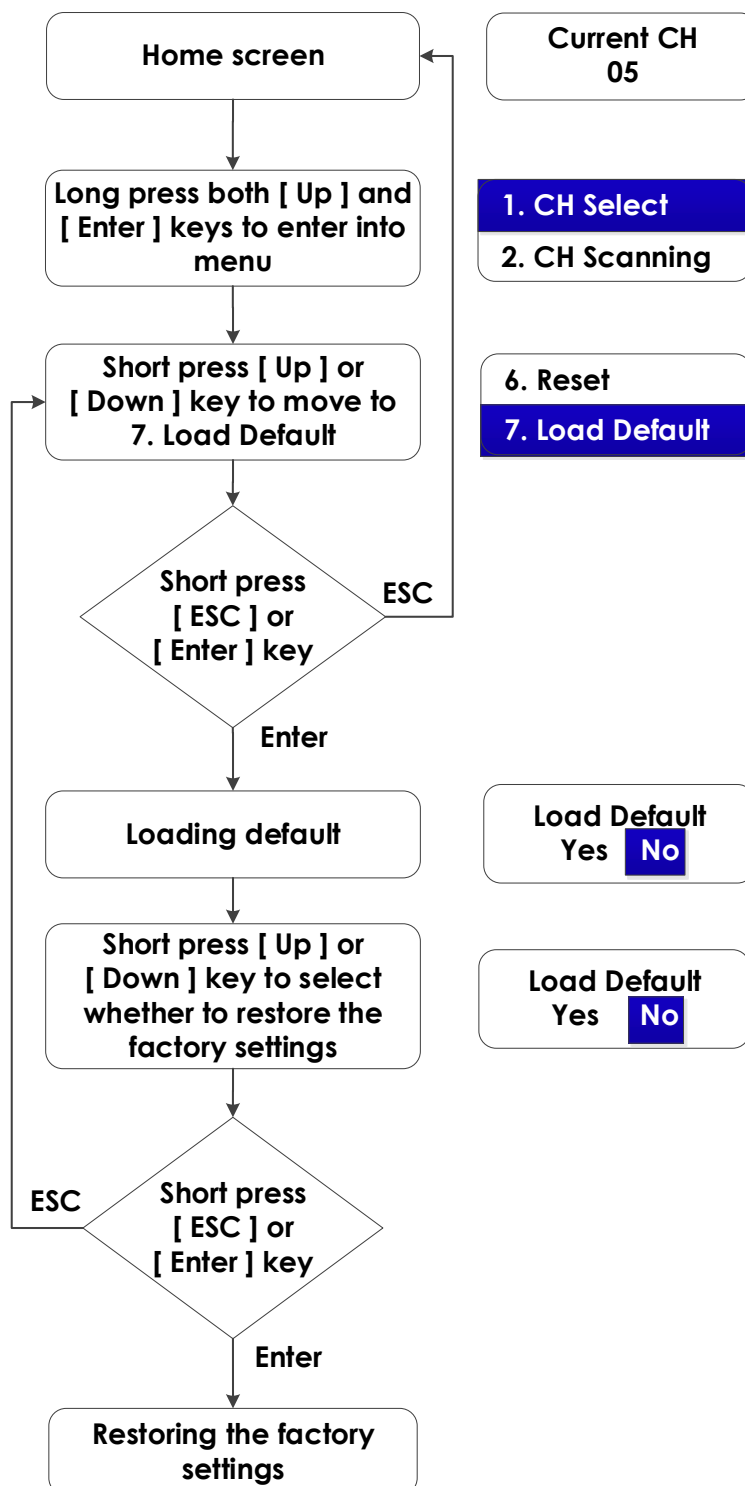 Home screen
Current CH
05
Long press both [ Up ] and
[ Enter ] keys to enter into
menu
1. CH Select
2. CH Scanning
Short press [ Up ] or
[ Down ] key to move to
7. Load Default
6. Reset
7. Load Default
Short press
[ ESC ] or
[ Enter ] key
ESC
Enter
Loading default
Load Default
Yes No
Short press [ Up ] or
[ Down ] key to select
whether to restore the
factory settings
Load Default
Yes No
ESC
Short press
[ ESC ] or
[ Enter ] key
Enter
Restoring the factory
settings